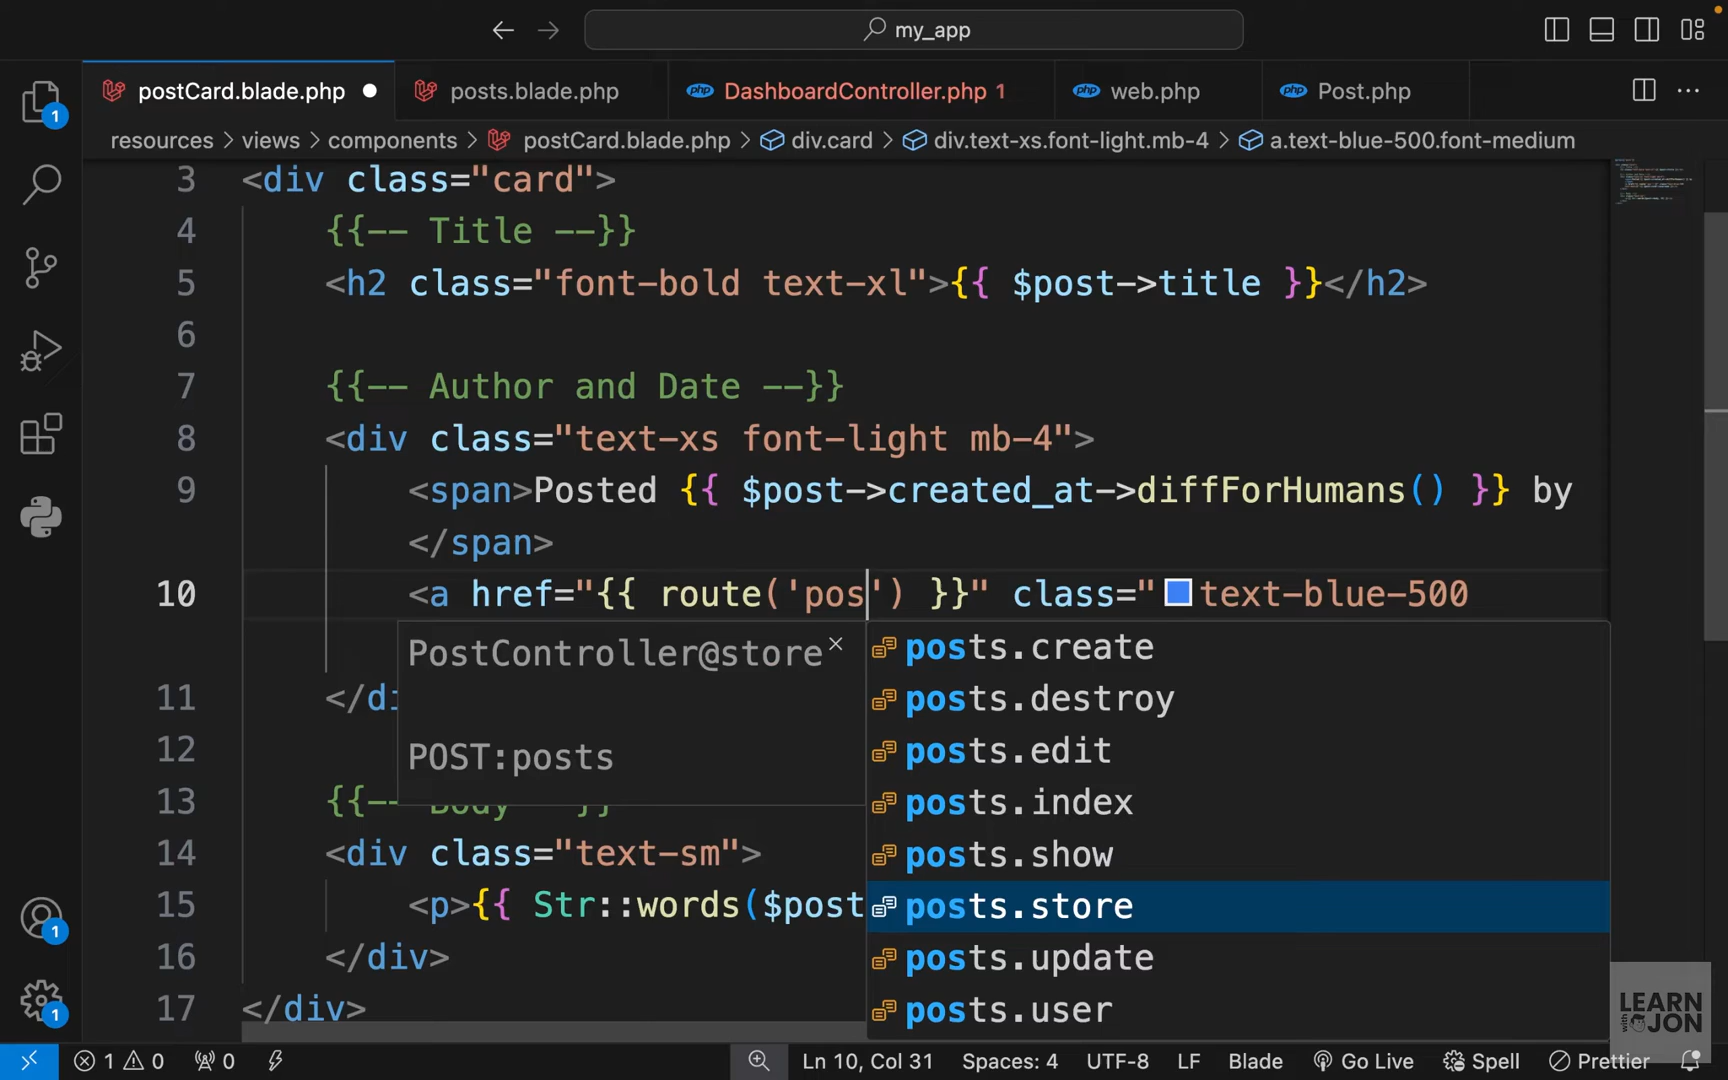 my_app
postCard.blade.php
posts.blade.php
DashboardController.php 1
web.php
Post.php
resources > views > components > postCard.blade.php > div.card > div.text-xs.font-light.mb-4 > a.text-blue-500.font-medium
3 <div class="card">
4 {{-- Title --}}
5 <h2 class="font-bold text-xl">{{ $post->title }}</h2>
6
7 {{-- Author and Date --}}
8 <div class="text-xs font-light mb-4">
9 <span>Posted {{ $post->created_at->diffForHumans() }} by
</span>
10 <a href="{{ route('pos') }}" class="text-blue-500
PostController@store
POST:posts
posts.create
posts.destroy
posts.edit
posts.index
posts.show
posts.store
posts.update
posts.user
11 </di
12
13 {{-- Body --}}
14 <div class="text-sm">
15 <p>{{ Str::words($post
16 </div>
17 </div>
1
1
1
LEARN
with JON
1 0 0 Ln 10, Col 31 Spaces: 4 UTF-8 LF Blade Go Live Spell Prettier